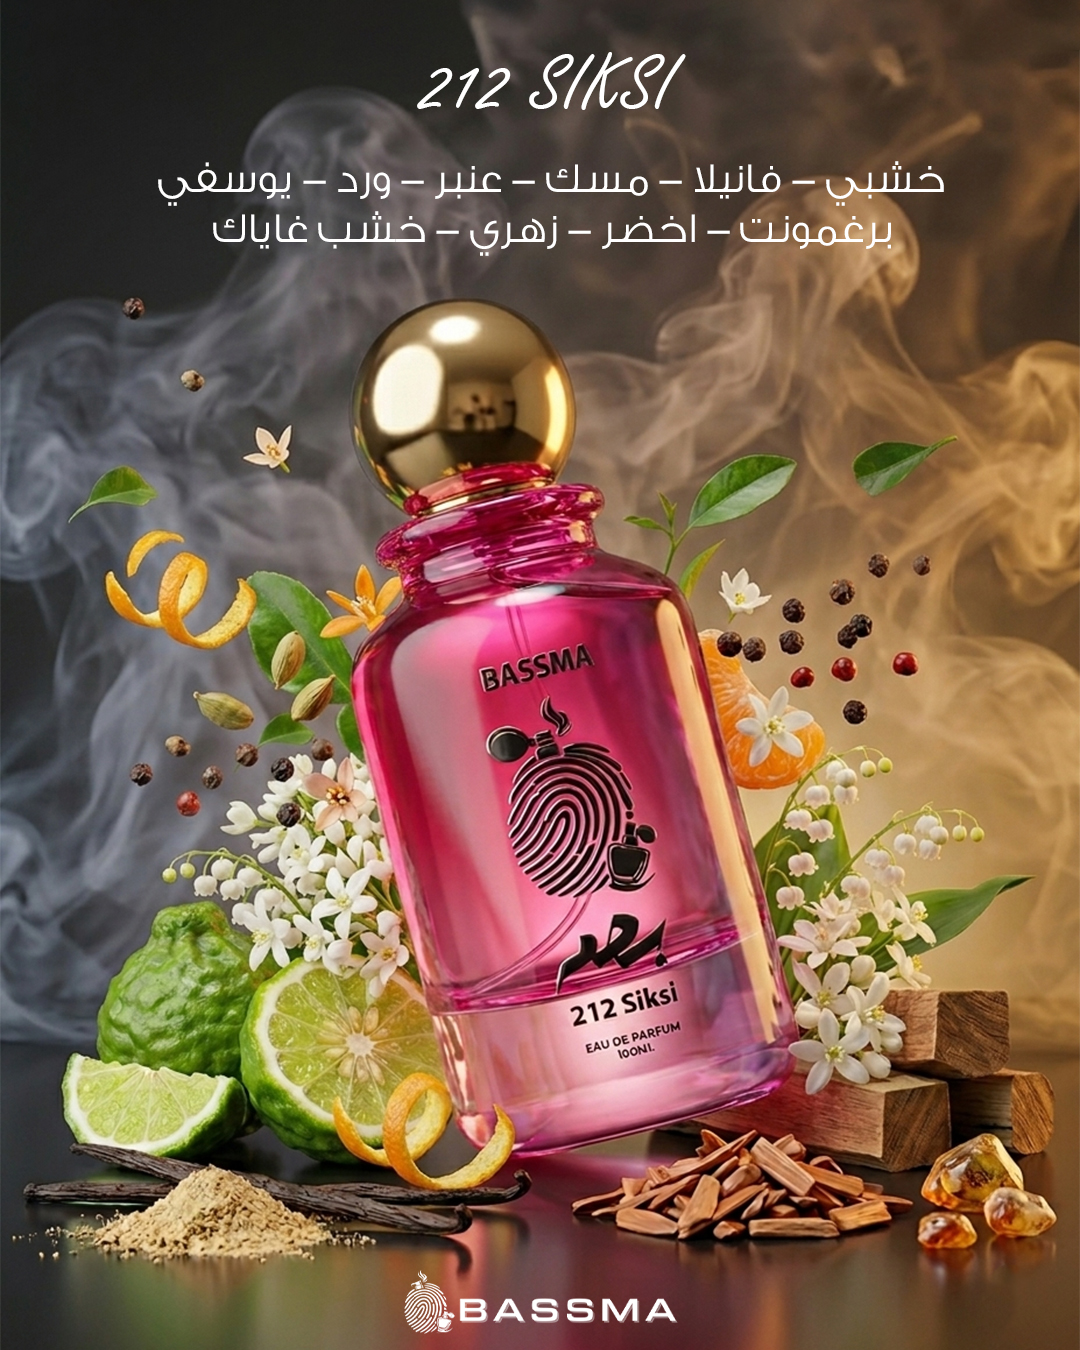 212 SIKSI
خشبي – فانيلا – مسك – عنبر – ورد – يوسفي
برغمونت – اخضر – زهري – خشب غاياك
BASSMA
212 Siksi
EAU DE PARFUM
100Ml.
BASSMA